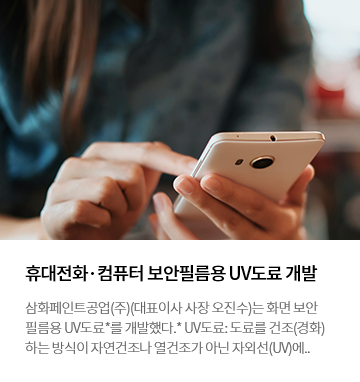 휴대전화·컴퓨터 보안필름용 UV도료 개발
삼화페인트공업(주)(대표이사 사장 오진수)는 화면 보안
필름용 UV도료*를 개발했다.* UV도료: 도료를 건조(경화)
하는 방식이 자연건조나 열건조가 아닌 자외선(UV)에..